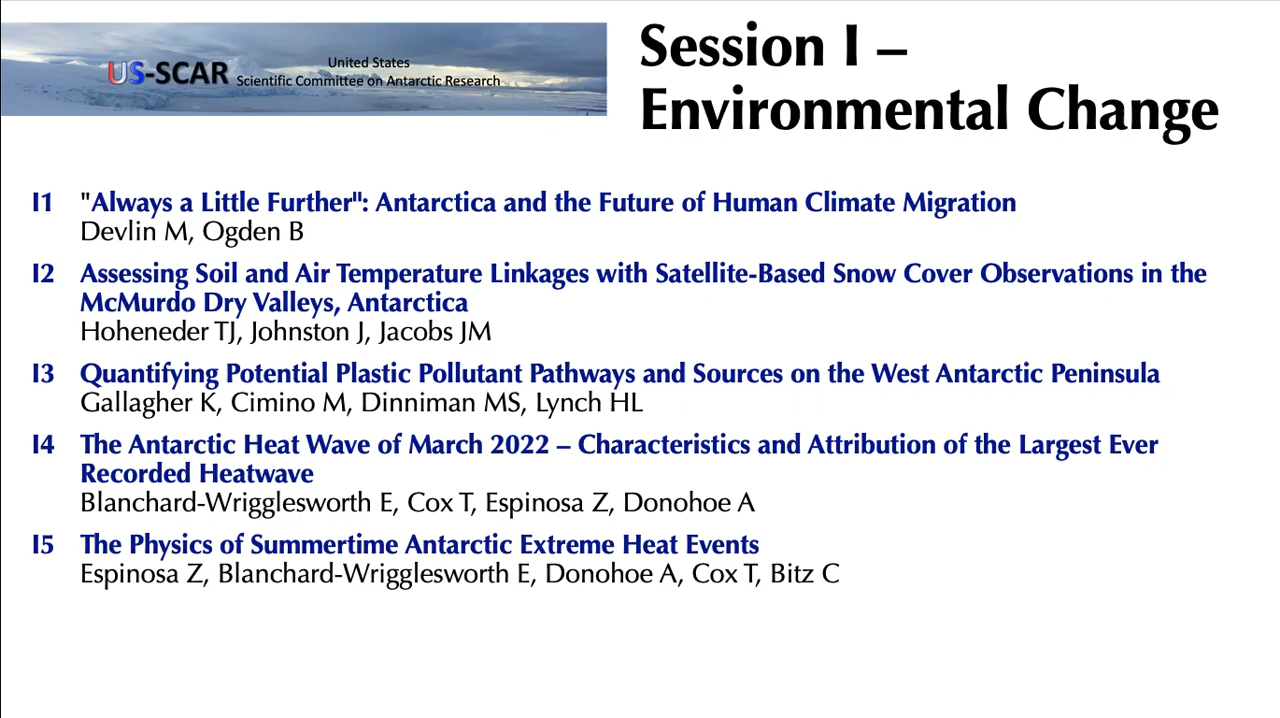 US-SCAR
United States
Scientific Committee on Antarctic Research
Session I –
Environmental Change
I1 "Always a Little Further": Antarctica and the Future of Human Climate Migration
Devlin M, Ogden B
I2 Assessing Soil and Air Temperature Linkages with Satellite-Based Snow Cover Observations in the
McMurdo Dry Valleys, Antarctica
Hoheneder TJ, Johnston J, Jacobs JM
I3 Quantifying Potential Plastic Pollutant Pathways and Sources on the West Antarctic Peninsula
Gallagher K, Cimino M, Dinniman MS, Lynch HL
I4 The Antarctic Heat Wave of March 2022 – Characteristics and Attribution of the Largest Ever
Recorded Heatwave
Blanchard-Wrigglesworth E, Cox T, Espinosa Z, Donohoe A
I5 The Physics of Summertime Antarctic Extreme Heat Events
Espinosa Z, Blanchard-Wrigglesworth E, Donohoe A, Cox T, Bitz C